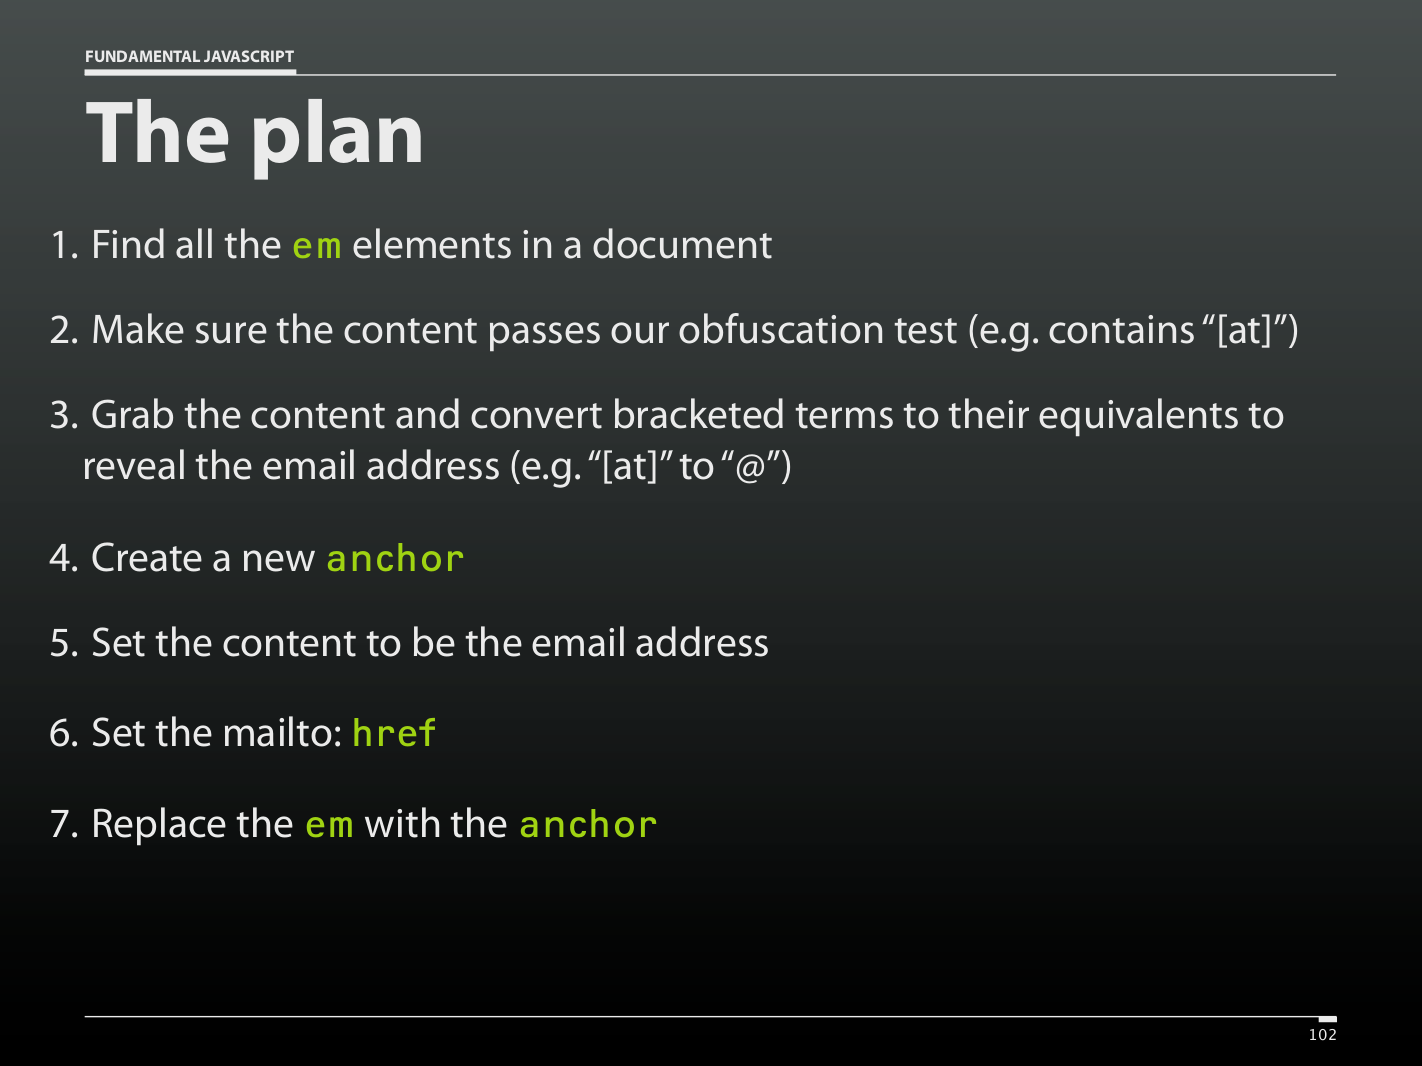 FUNDAMENTAL JAVASCRIPT
The plan
1. Find all the em elements in a document
2. Make sure the content passes our obfuscation test (e.g. contains “[at]”)
3. Grab the content and convert bracketed terms to their equivalents to
reveal the email address (e.g. “[at]” to “@”)
4. Create a new anchor
5. Set the content to be the email address
6. Set the mailto: href
7. Replace the em with the anchor
102